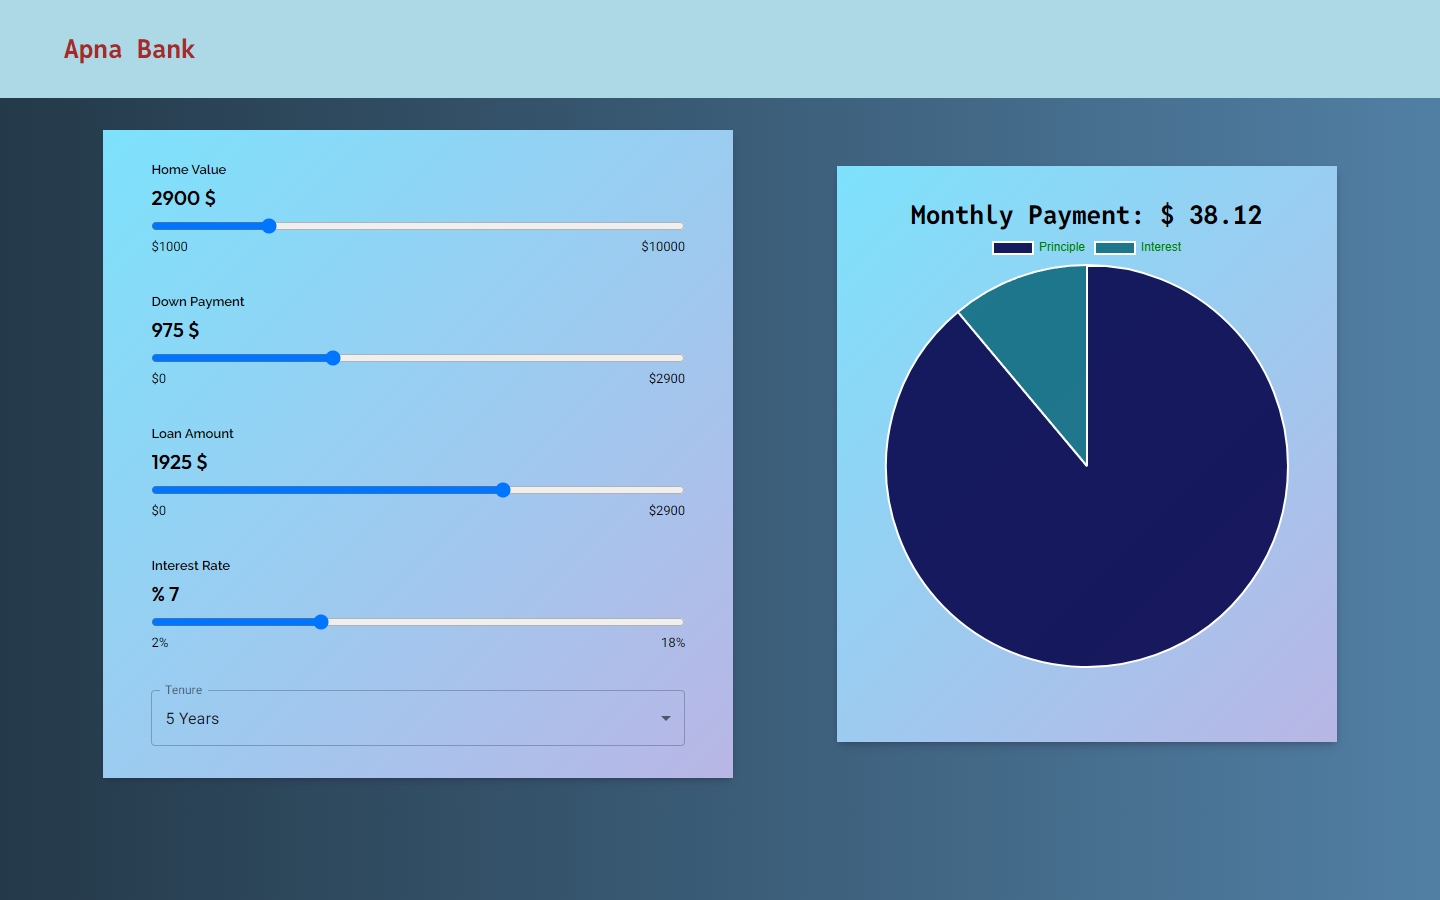 Apna Bank
Home Value
2900 $
$1000 $10000
Down Payment
975 $
$0 $2900
Loan Amount
1925 $
$0 $2900
Interest Rate
% 7
2% 18%
Tenure
5 Years
Monthly Payment: $ 38.12
Principle Interest